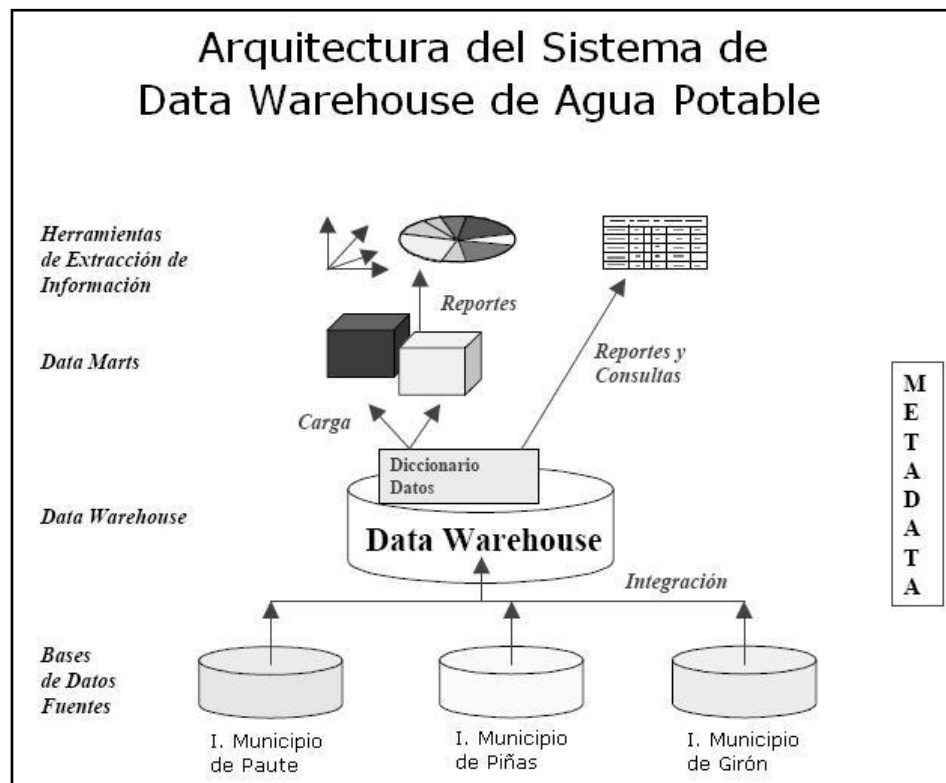 Arquitectura del Sistema de
Data Warehouse de Agua Potable
Herramientas
de Extracción de
Información
Reportes
Data Marts
Reportes y
Consultas
Carga
Diccionario
Datos
Data Warehouse
Data Warehouse
Integración
M
E
T
A
D
A
T
A
Bases
de Datos
Fuentes
I. Municipio
de Paute
I. Municipio
de Piñas
I. Municipio
de Girón